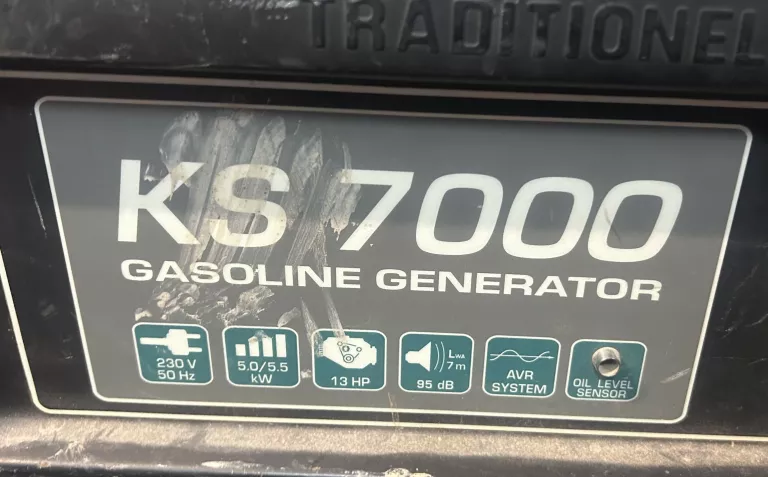 TRADITIONEL
KS 7000
GASOLINE GENERATOR
230 V
50 Hz
5.0/5.5
kW
13 HP
LWA
7m
95 dB
AVR
SYSTEM
OIL LEVEL
SENSOR